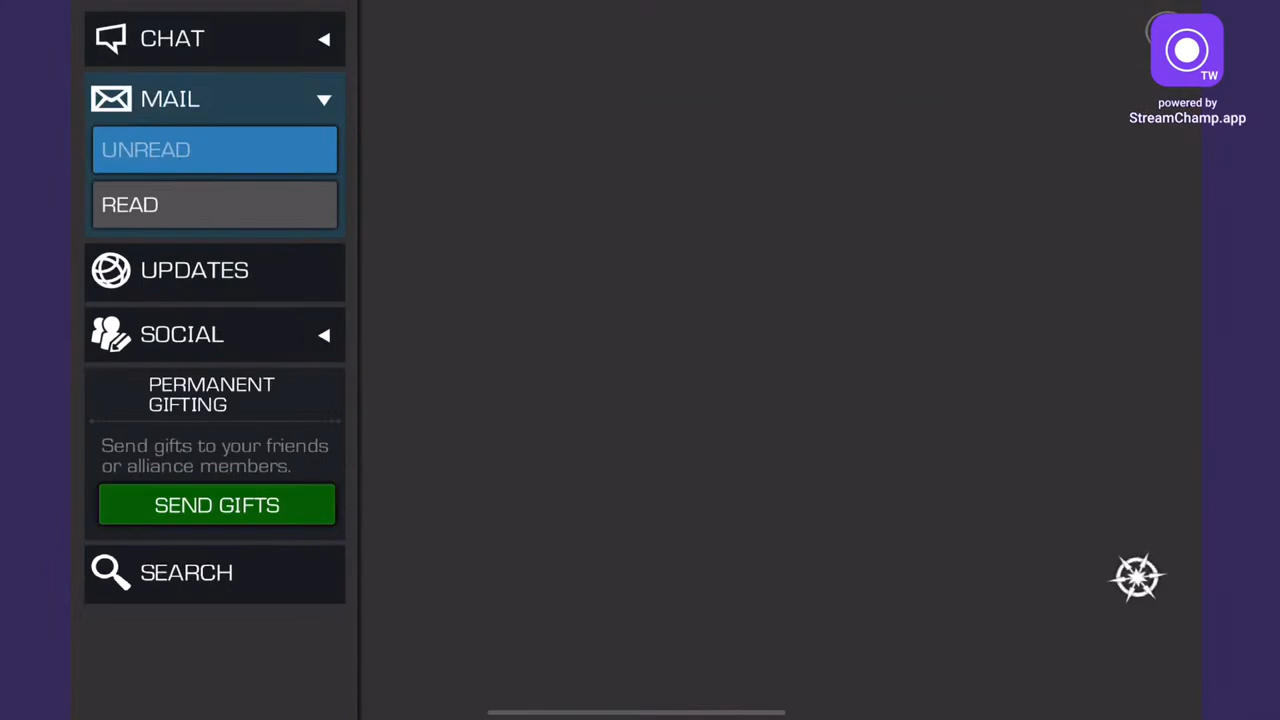 CHAT
MAIL
UNREAD
READ
UPDATES
SOCIAL
PERMANENT
GIFTING
Send gifts to your friends
or alliance members.
SEND GIFTS
SEARCH
TW
powered by
StreamChamp.app